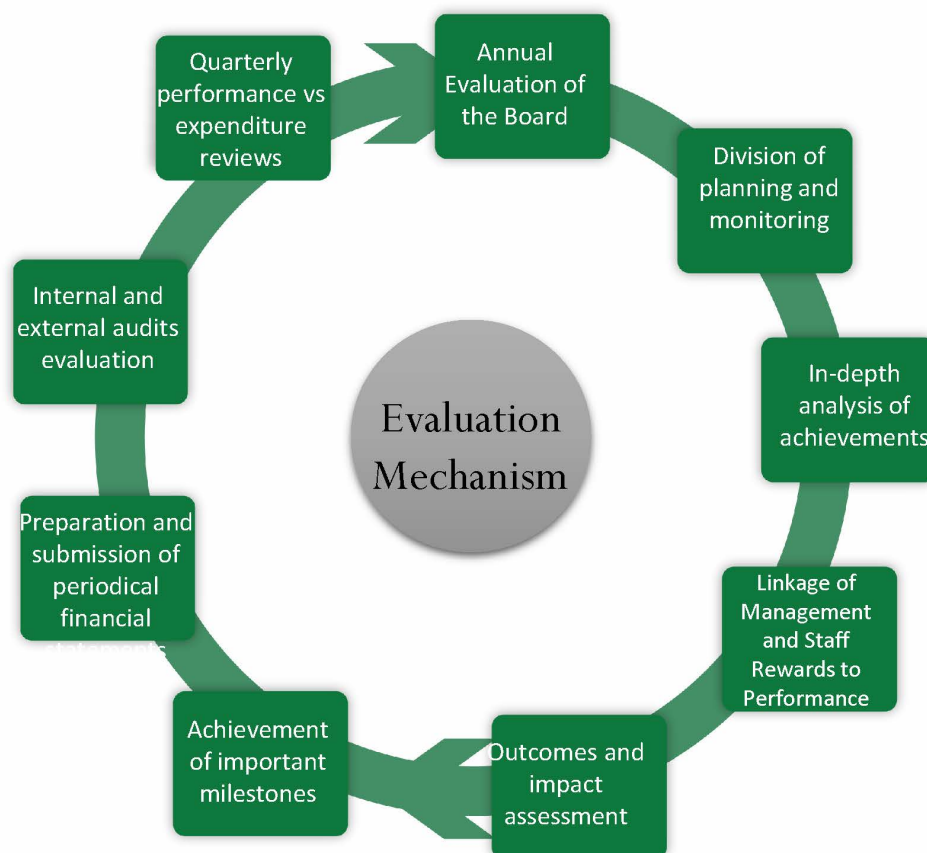 Annual
Evaluation of
the Board
Division of
planning and
monitoring
In-depth
analysis of
achievements
Linkage of
Management
and Staff
Rewards to
Performance
Outcomes and
impact
assessment
Achievement
of important
milestones
Preparation and
submission of
periodical
financial
statements
Internal and
external audits
evaluation
Quarterly
performance vs
expenditure
reviews
Evaluation
Mechanism